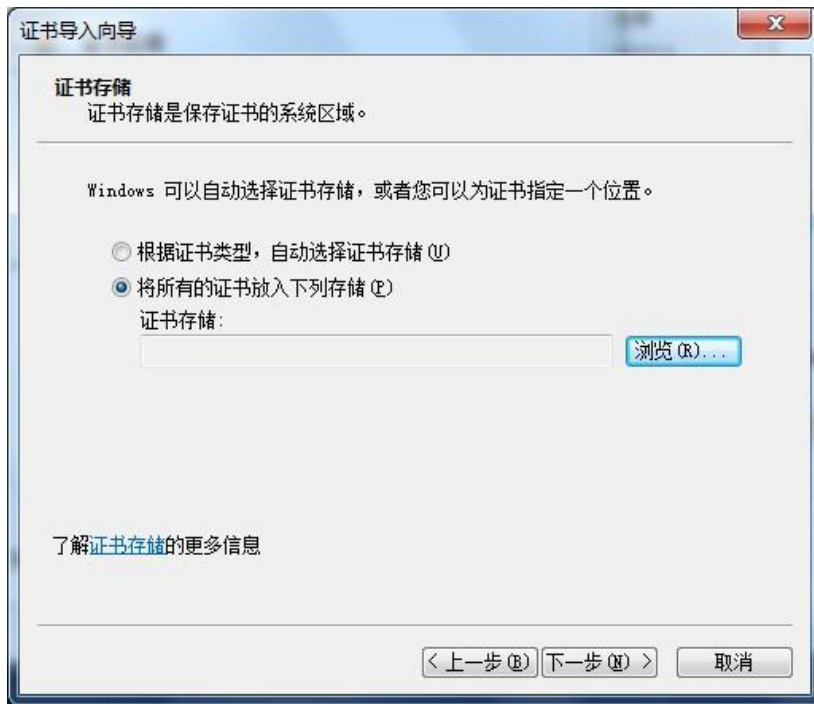 证书导入向导
证书存储
证书存储是保存证书的系统区域。
Windows 可以自动选择证书存储，或者您可以为证书指定一个位置。
根据证书类型，自动选择证书存储(U)
将所有的证书放入下列存储(P)
证书存储:
浏览(R)...
了解证书存储的更多信息
< 上一步(B) 下一步(N) > 取消